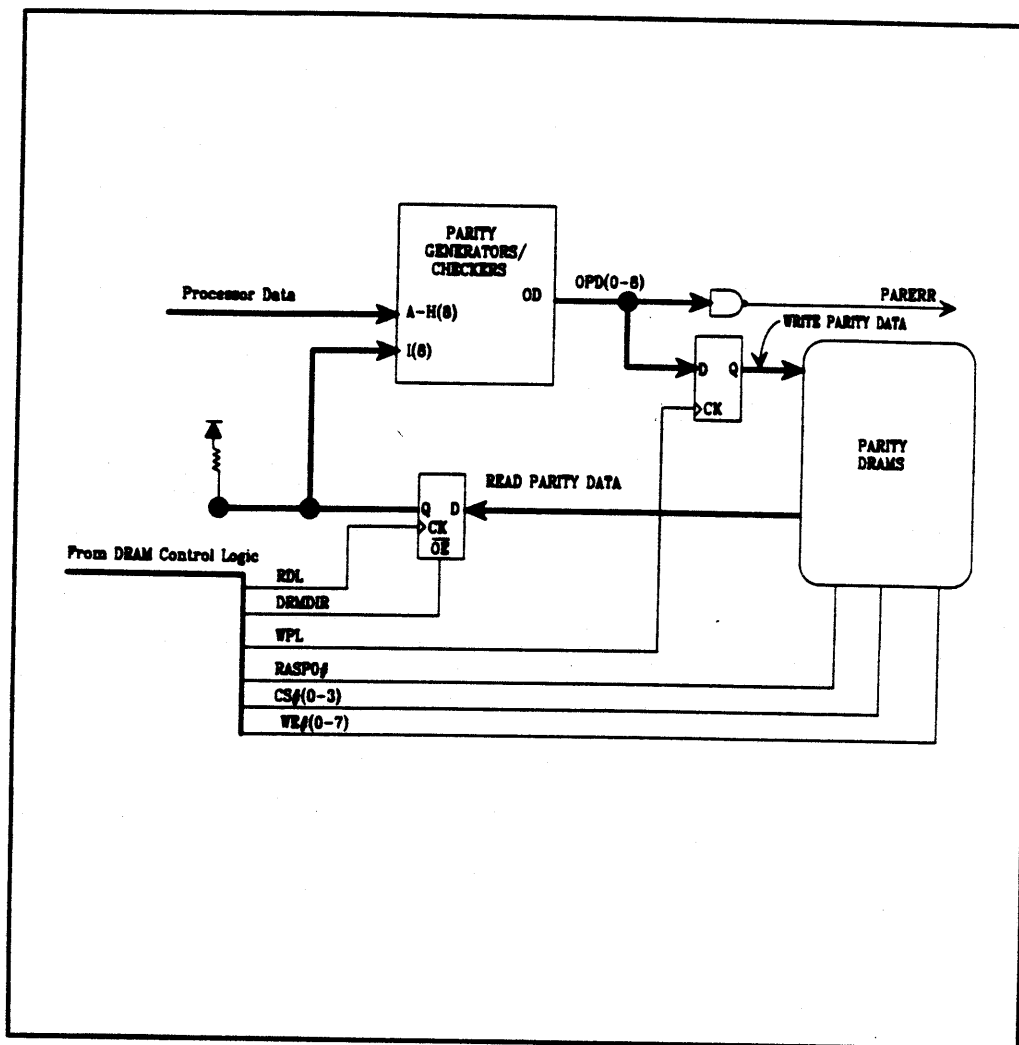 PARITY
GENERATORS/
CHECKERS
Processor Data
A-H(8)
I(8)
OD
OPD(0-8)
PARERR
WRITE PARITY DATA
D Q
CK
PARITY
DRAMS
READ PARITY DATA
Q D
CK
OE
From DRAM Control Logic
RDL
DRMDIR
WPL
RASP0#
CS#(0-3)
WE#(0-7)